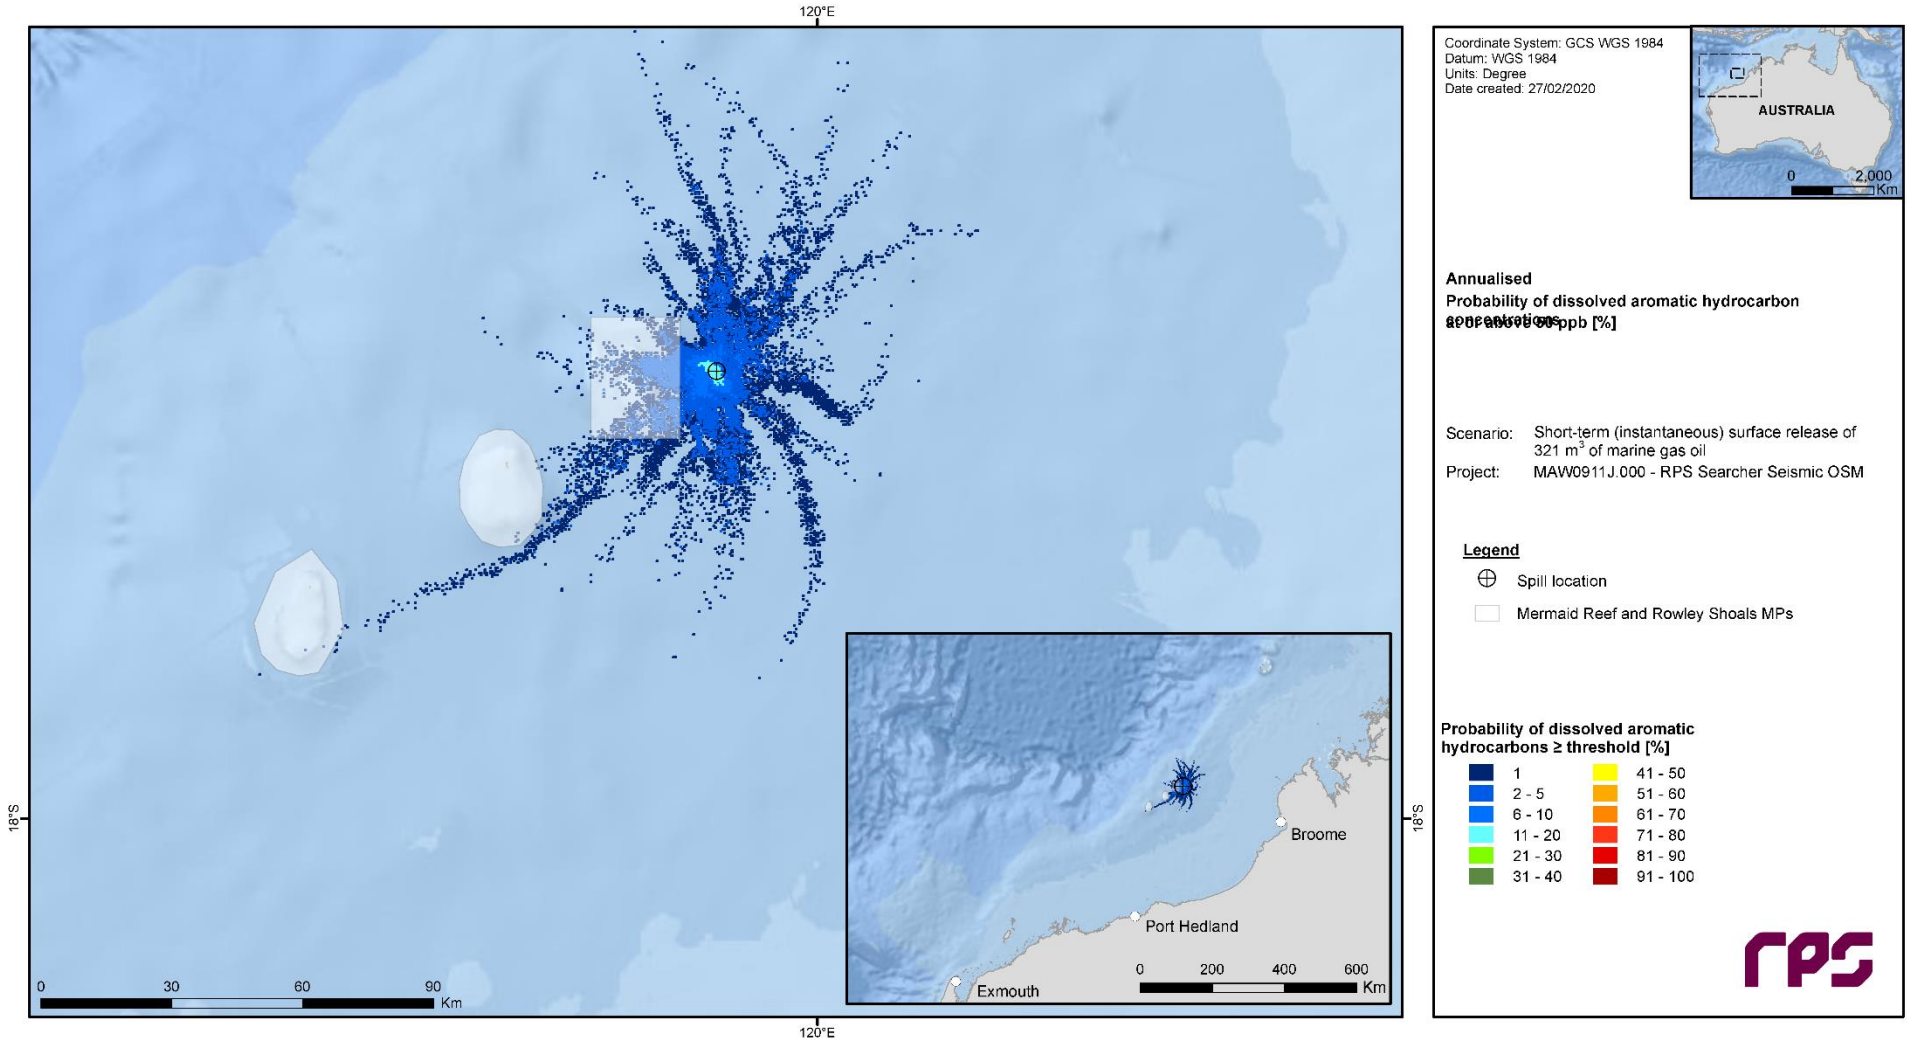 120°E
Coordinate System: GCS WGS 1984
Datum: WGS 1984
Units: Degree
Date created: 27/02/2020
AUSTRALIA
0 2,000
Km
Annualised
Probability of dissolved aromatic hydrocarbon
concentrations
at or above 50 ppb [%]
Scenario: Short-term (instantaneous) surface release of
321 m³ of marine gas oil
Project: MAW0911J.000 - RPS Searcher Seismic OSM
Legend
Spill location
Mermaid Reef and Rowley Shoals MPs
Probability of dissolved aromatic
hydrocarbons ≥ threshold [%]
1 41 - 50
2 - 5 51 - 60
6 - 10 61 - 70
11 - 20 71 - 80
21 - 30 81 - 90
31 - 40 91 - 100
rps
18°S
18°S
Broome
Port Hedland
Exmouth
0 200 400 600
Km
0 30 60 90
Km
120°E